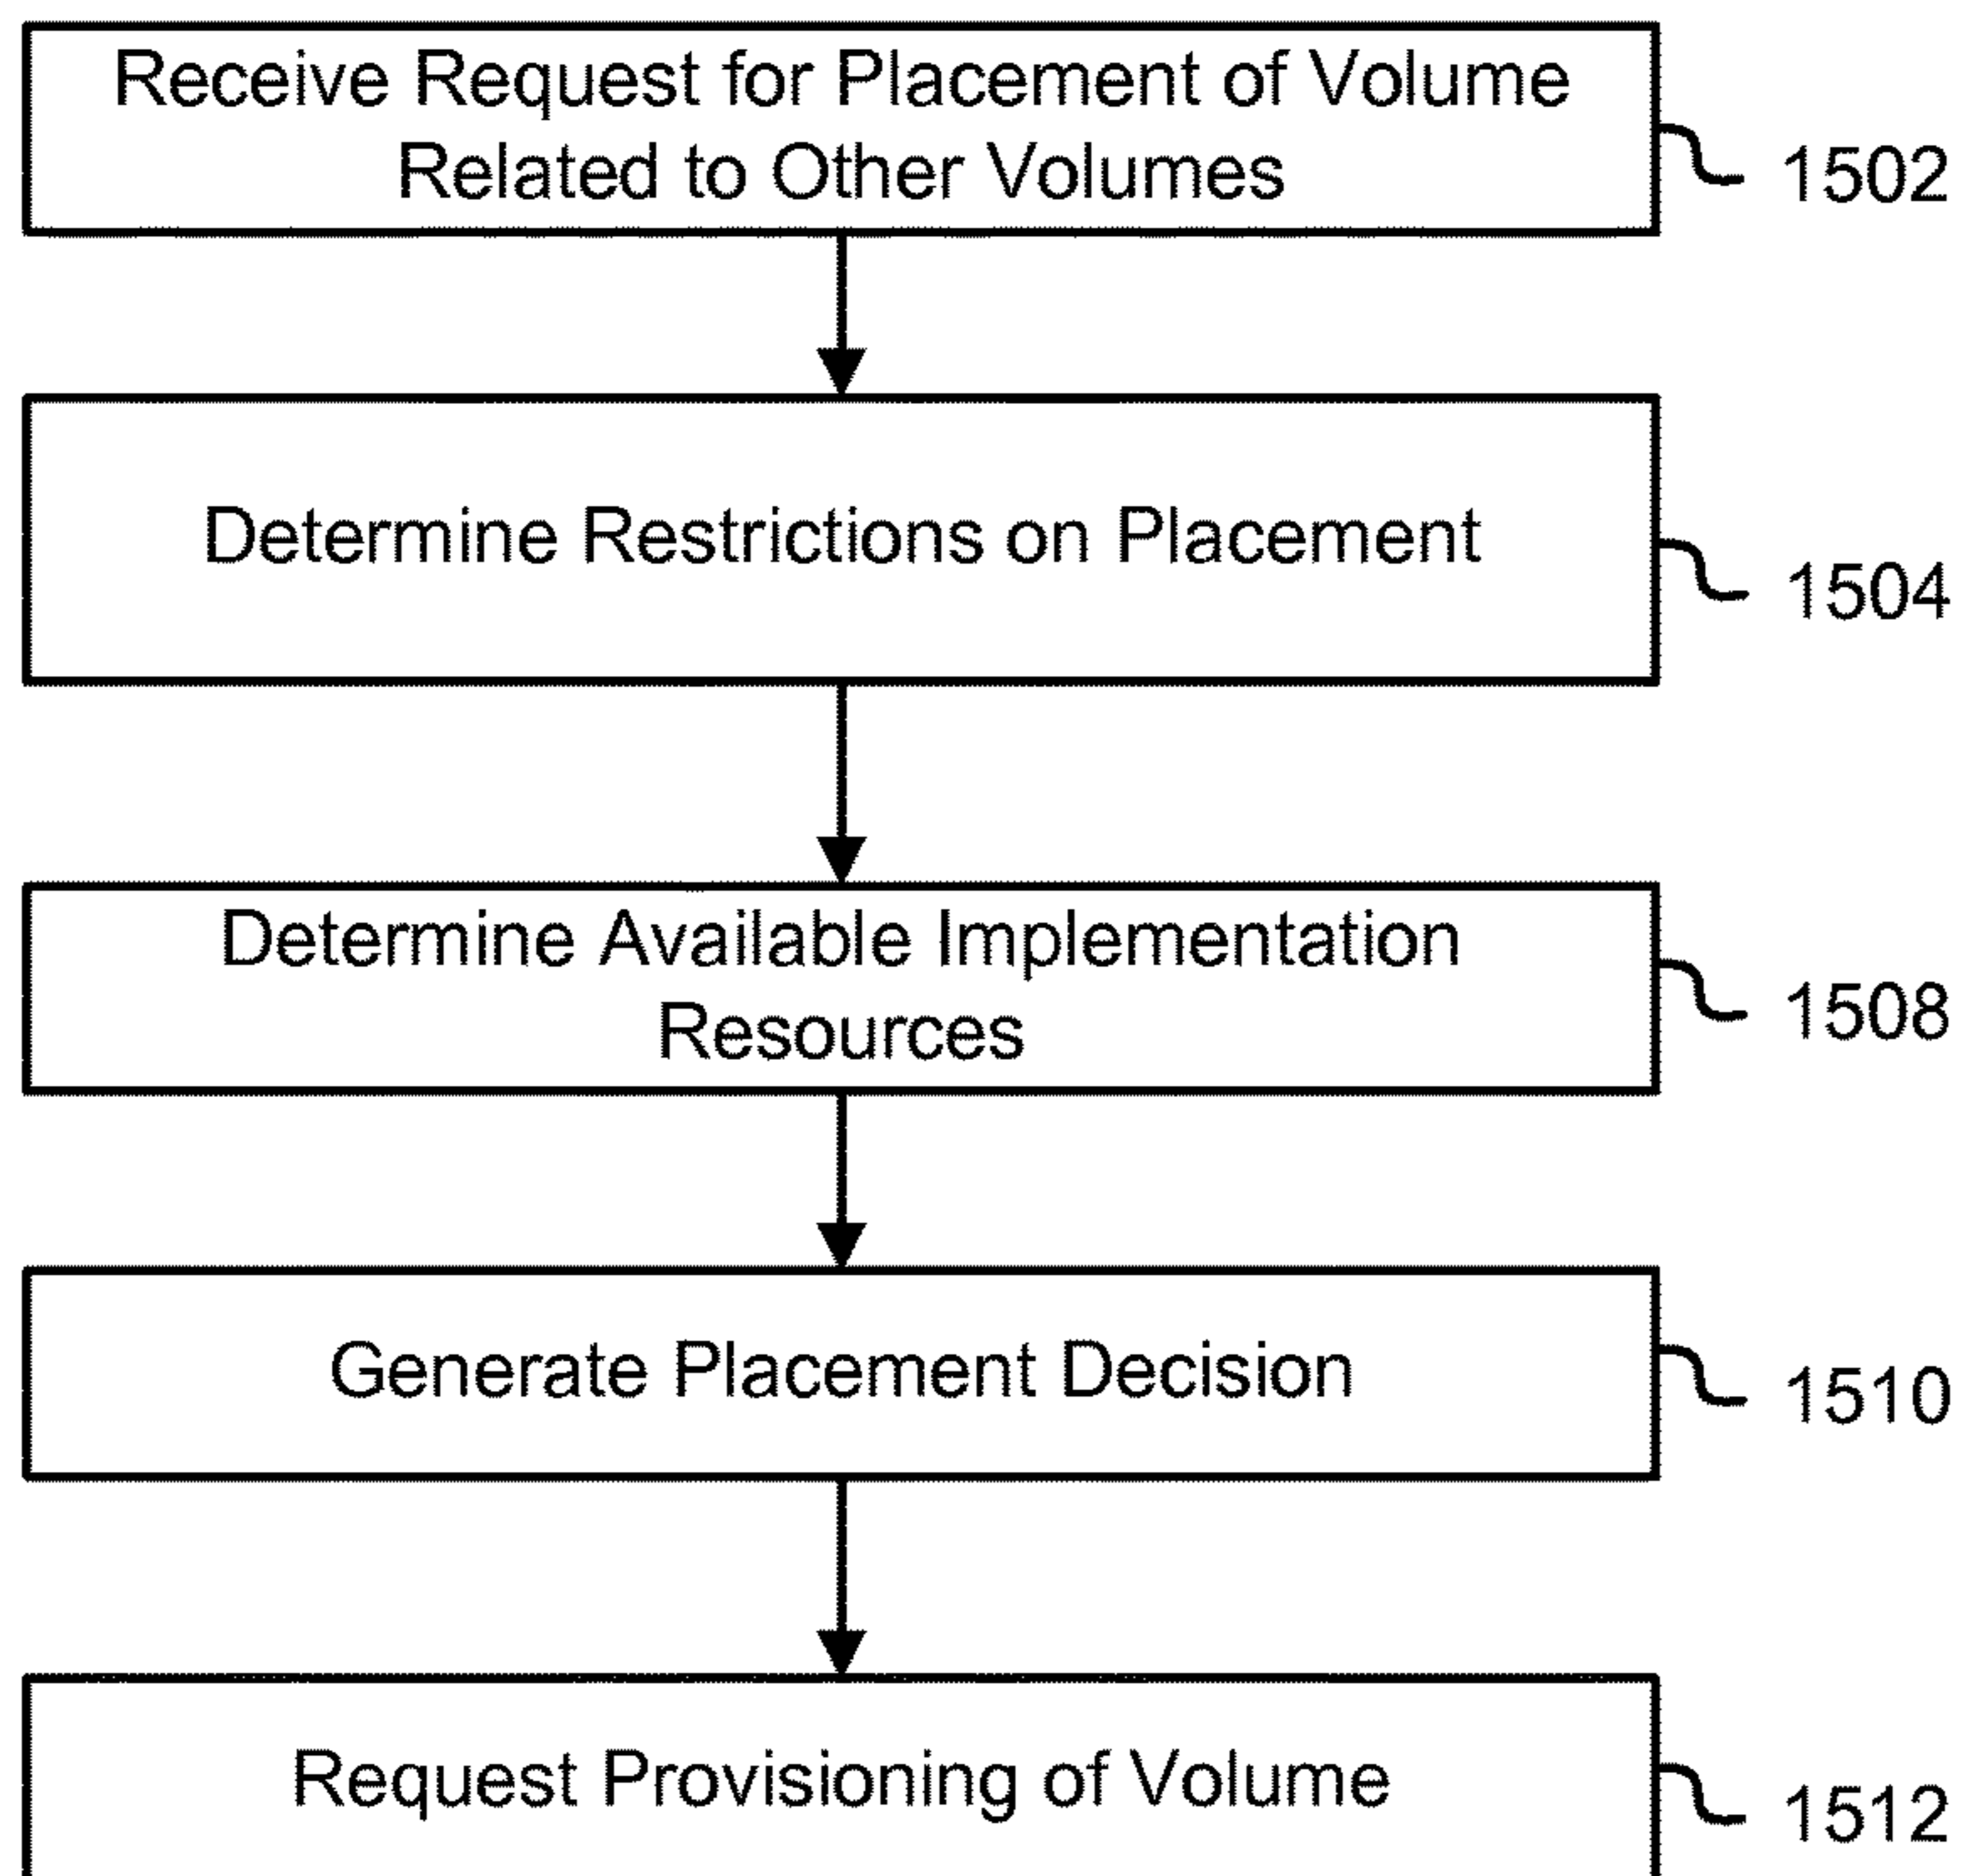 Receive Request for Placement of Volume
Related to Other Volumes
1502
Determine Restrictions on Placement
1504
Determine Available Implementation
Resources
1508
Generate Placement Decision
1510
Request Provisioning of Volume
1512